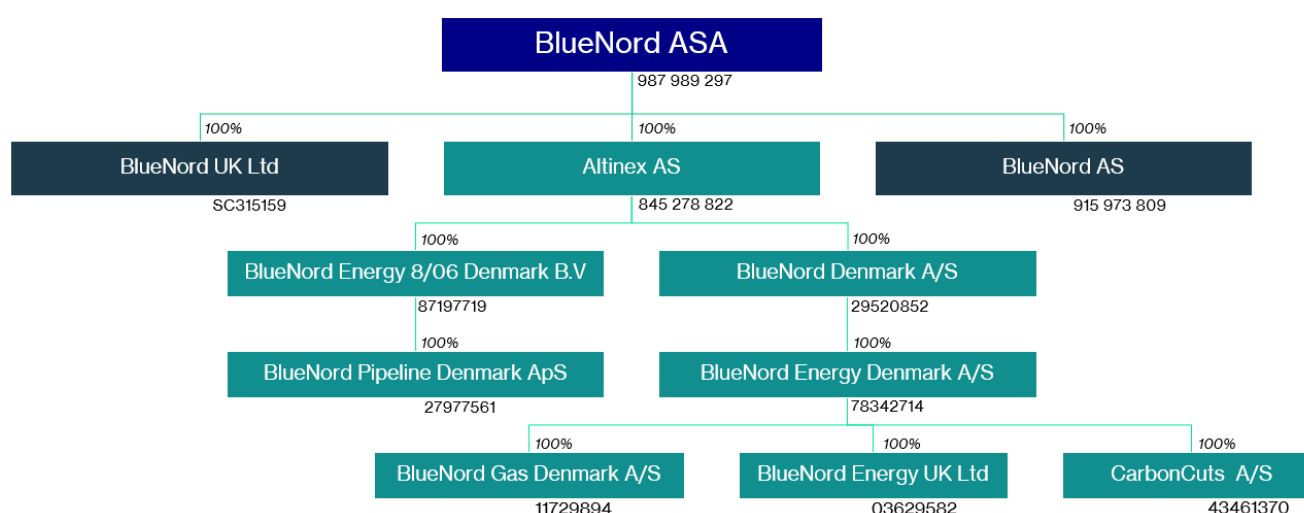 BlueNord ASA
987 989 297
100% 100% 100%
BlueNord UK Ltd Altinex AS BlueNord AS
SC315159 845 278 822 915 973 809
100% 100%
BlueNord Energy 8/06 Denmark B.V BlueNord Denmark A/S
87197719 29520852
100% 100%
BlueNord Pipeline Denmark ApS BlueNord Energy Denmark A/S
27977561 78342714
100% 100% 100%
BlueNord Gas Denmark A/S BlueNord Energy UK Ltd CarbonCuts A/S
11729894 03629582 43461370